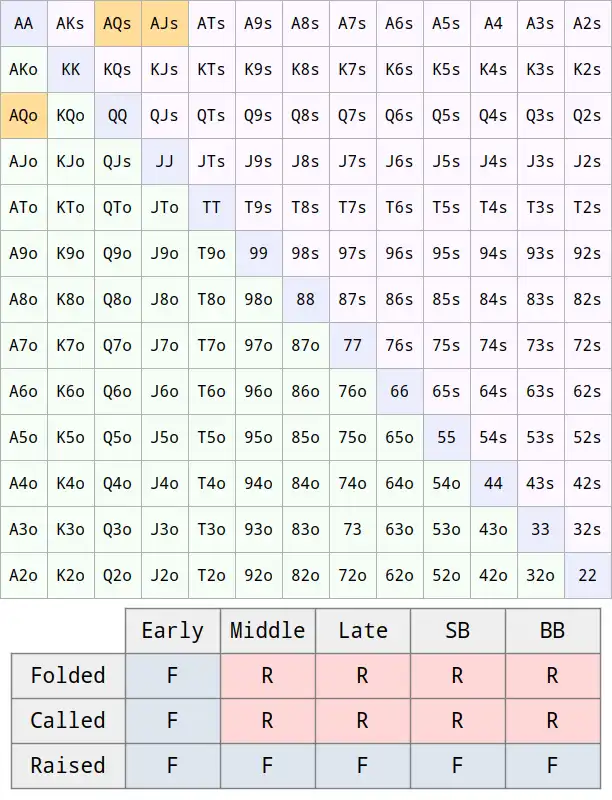 AA AKs AQs AJs ATs A9s A8s A7s A6s A5s A4 A3s A2s
AKo KK KQs KJs KTs K9s K8s K7s K6s K5s K4s K3s K2s
AQo KQo QQ QJs QTs Q9s Q8s Q7s Q6s Q5s Q4s Q3s Q2s
AJo KJo QJs JJ JTs J9s J8s J7s J6s J5s J4s J3s J2s
ATo KTo QTo JTo TT T9s T8s T7s T6s T5s T4s T3s T2s
A9o K9o Q9o J9o T9o 99 98s 97s 96s 95s 94s 93s 92s
A8o K8o Q8o J8o T8o 98o 88 87s 86s 85s 84s 83s 82s
A7o K7o Q7o J7o T7o 97o 87o 77 76s 75s 74s 73s 72s
A6o K6o Q6o J6o T6o 96o 86o 76o 66 65s 64s 63s 62s
A5o K5o Q5o J5o T5o 95o 85o 75o 65o 55 54s 53s 52s
A4o K4o Q4o J4o T4o 94o 84o 74o 64o 54o 44 43s 42s
A3o K3o Q3o J3o T3o 93o 83o 73 63o 53o 43o 33 32s
A2o K2o Q2o J2o T2o 92o 82o 72o 62o 52o 42o 32o 22
Early Middle Late SB BB
Folded F R R R R
Called F R R R R
Raised F F F F F